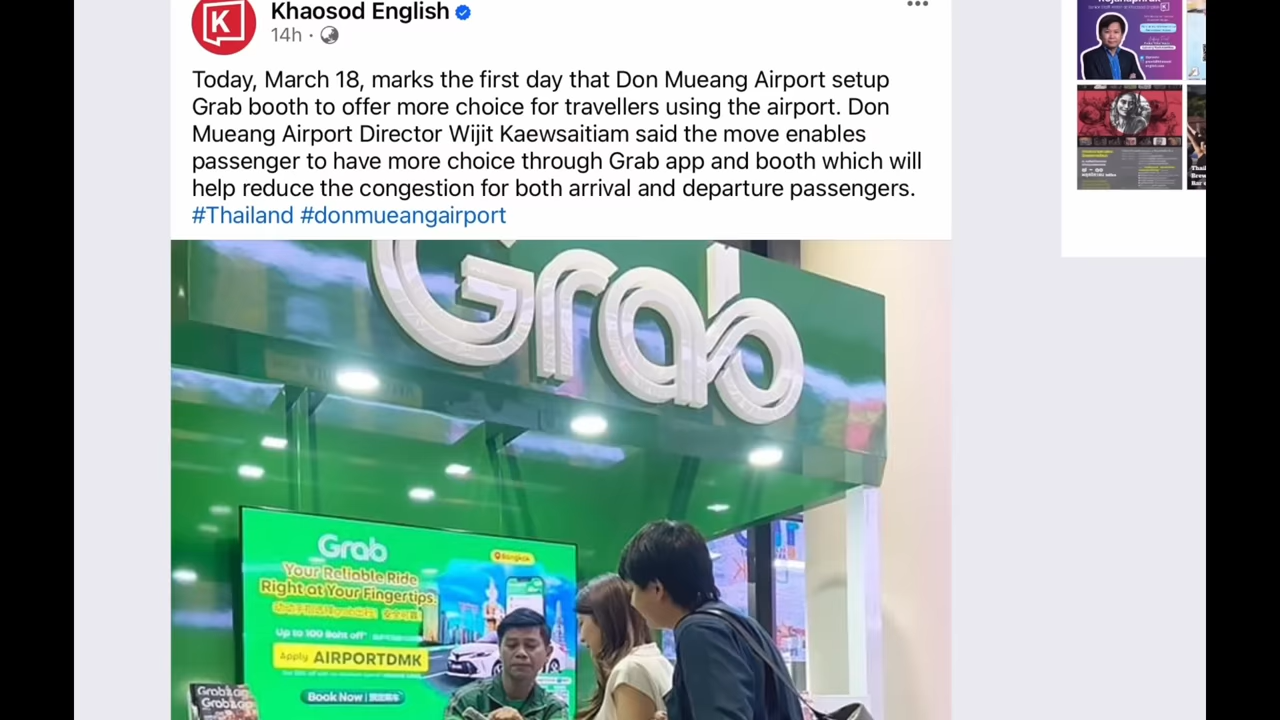 Khaosod English
14h ·
Today, March 18, marks the first day that Don Mueang Airport setup
Grab booth to offer more choice for travellers using the airport. Don
Mueang Airport Director Wijit Kaewsaitiam said the move enables
passenger to have more choice through Grab app and booth which will
help reduce the congestion for both arrival and departure passengers.
#Thailand #donmueangairport
Grab
Grab
Bangkok
Your Reliable Ride
Right at Your Fingertips
Up to 100 Baht off*
Apply AIRPORTDMK
Book Now |
Grab
Grab